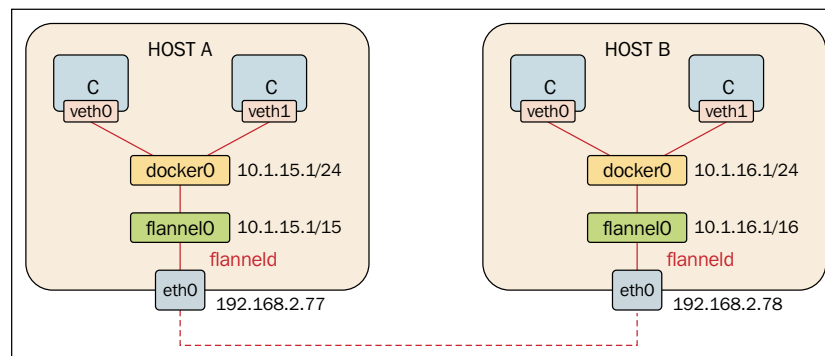 HOST A
C
C
veth0
veth1
docker0
10.1.15.1/24
flannel0
10.1.15.1/15
flanneld
eth0
192.168.2.77
HOST B
C
C
veth0
veth1
docker0
10.1.16.1/24
flannel0
10.1.16.1/16
flanneld
eth0
192.168.2.78